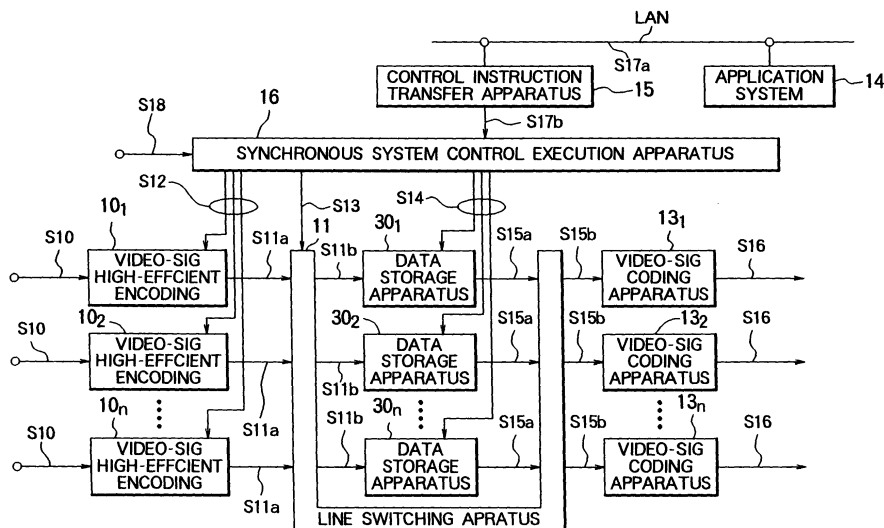 LAN
S17a
CONTROL INSTRUCTION
TRANSFER APPARATUS
15
APPLICATION
SYSTEM
14
S17b
16
S18
SYNCHRONOUS SYSTEM CONTROL EXECUTION APPARATUS
S12
S13
S14
10₁
11
30₁
13₁
S10
VIDEO-SIG
HIGH-EFFCIENT
ENCODING
S11a
S11b
DATA
STORAGE
APPARATUS
S15a
S15b
VIDEO-SIG
CODING
APPARATUS
S16
10₂
30₂
13₂
S10
VIDEO-SIG
HIGH-EFFCIENT
ENCODING
S11a
S11b
DATA
STORAGE
APPARATUS
S15a
S15b
VIDEO-SIG
CODING
APPARATUS
S16
10n
30n
13n
S10
VIDEO-SIG
HIGH-EFFCIENT
ENCODING
S11a
S11a
S11b
DATA
STORAGE
APPARATUS
S15a
S15b
VIDEO-SIG
CODING
APPARATUS
S16
LINE SWITCHING APRATUS